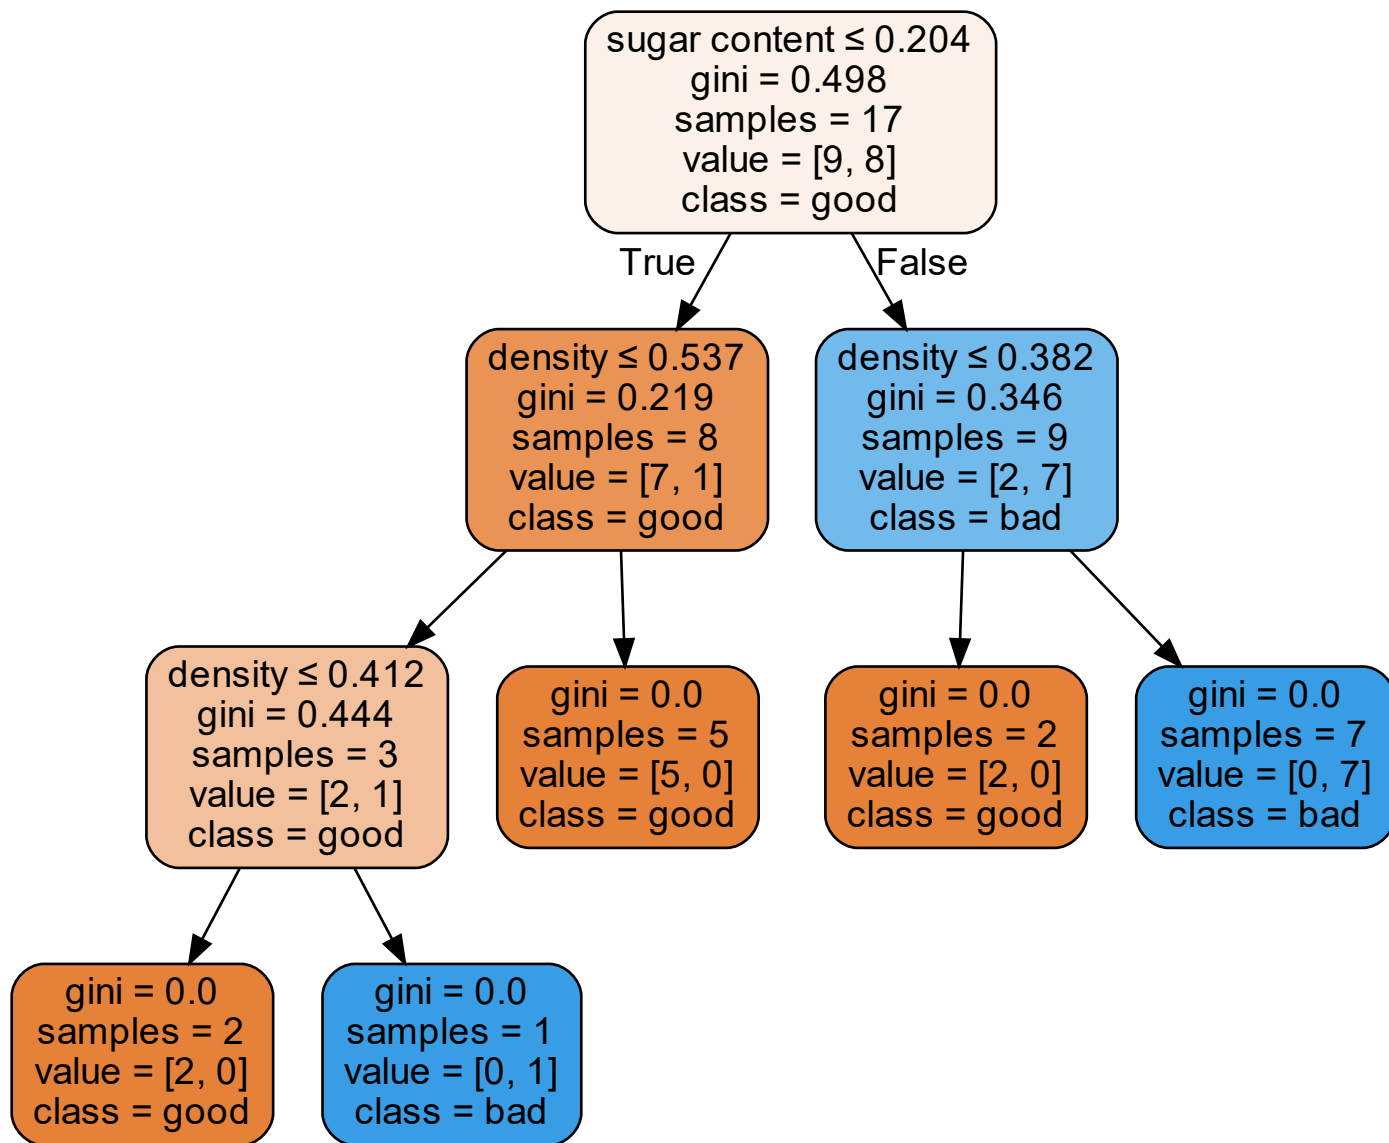 sugar content ≤ 0.204
gini = 0.498
samples = 17
value = [9, 8]
class = good
True
False
density ≤ 0.537
gini = 0.219
samples = 8
value = [7, 1]
class = good
density ≤ 0.382
gini = 0.346
samples = 9
value = [2, 7]
class = bad
density ≤ 0.412
gini = 0.444
samples = 3
value = [2, 1]
class = good
gini = 0.0
samples = 5
value = [5, 0]
class = good
gini = 0.0
samples = 2
value = [2, 0]
class = good
gini = 0.0
samples = 7
value = [0, 7]
class = bad
gini = 0.0
samples = 2
value = [2, 0]
class = good
gini = 0.0
samples = 1
value = [0, 1]
class = bad